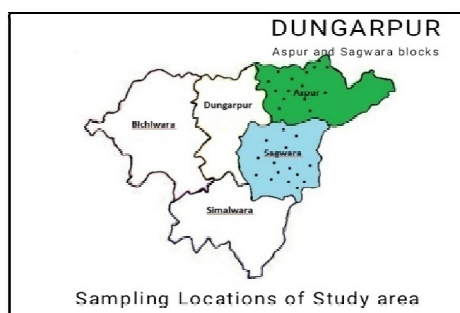 DUNGARPUR
Aspur and Sagwara blocks
Aspur
Dungarpur
Bichiwara
Sagwara
Simalwara
Sampling Locations of Study area